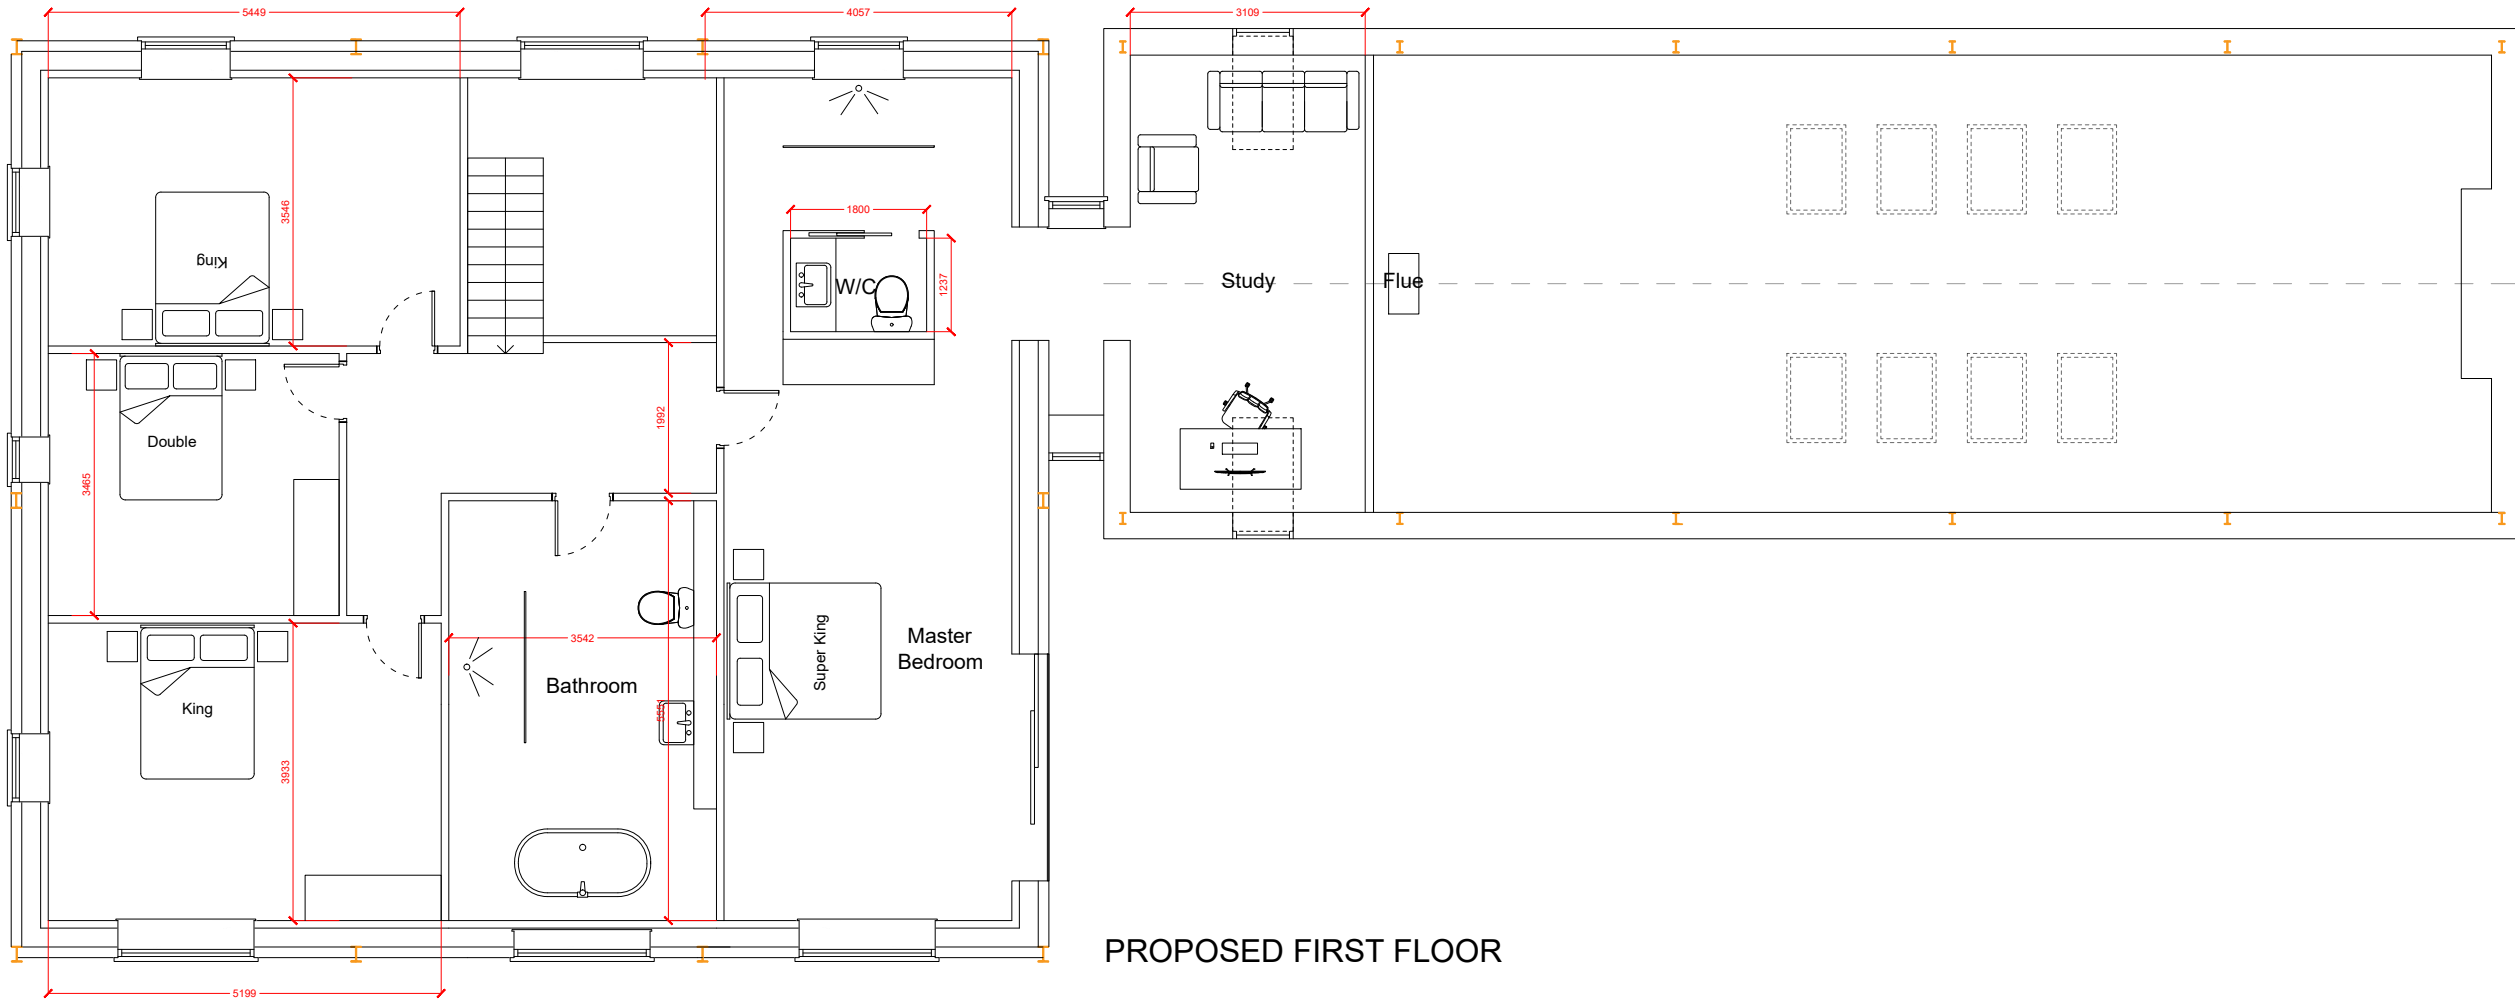 5449
4057
3109
3546
King
1800
W/C
1237
Study
Flue
Double
3465
1992
King
3933
3542
Bathroom
5551
Super King
Master
Bedroom
5199
PROPOSED FIRST FLOOR